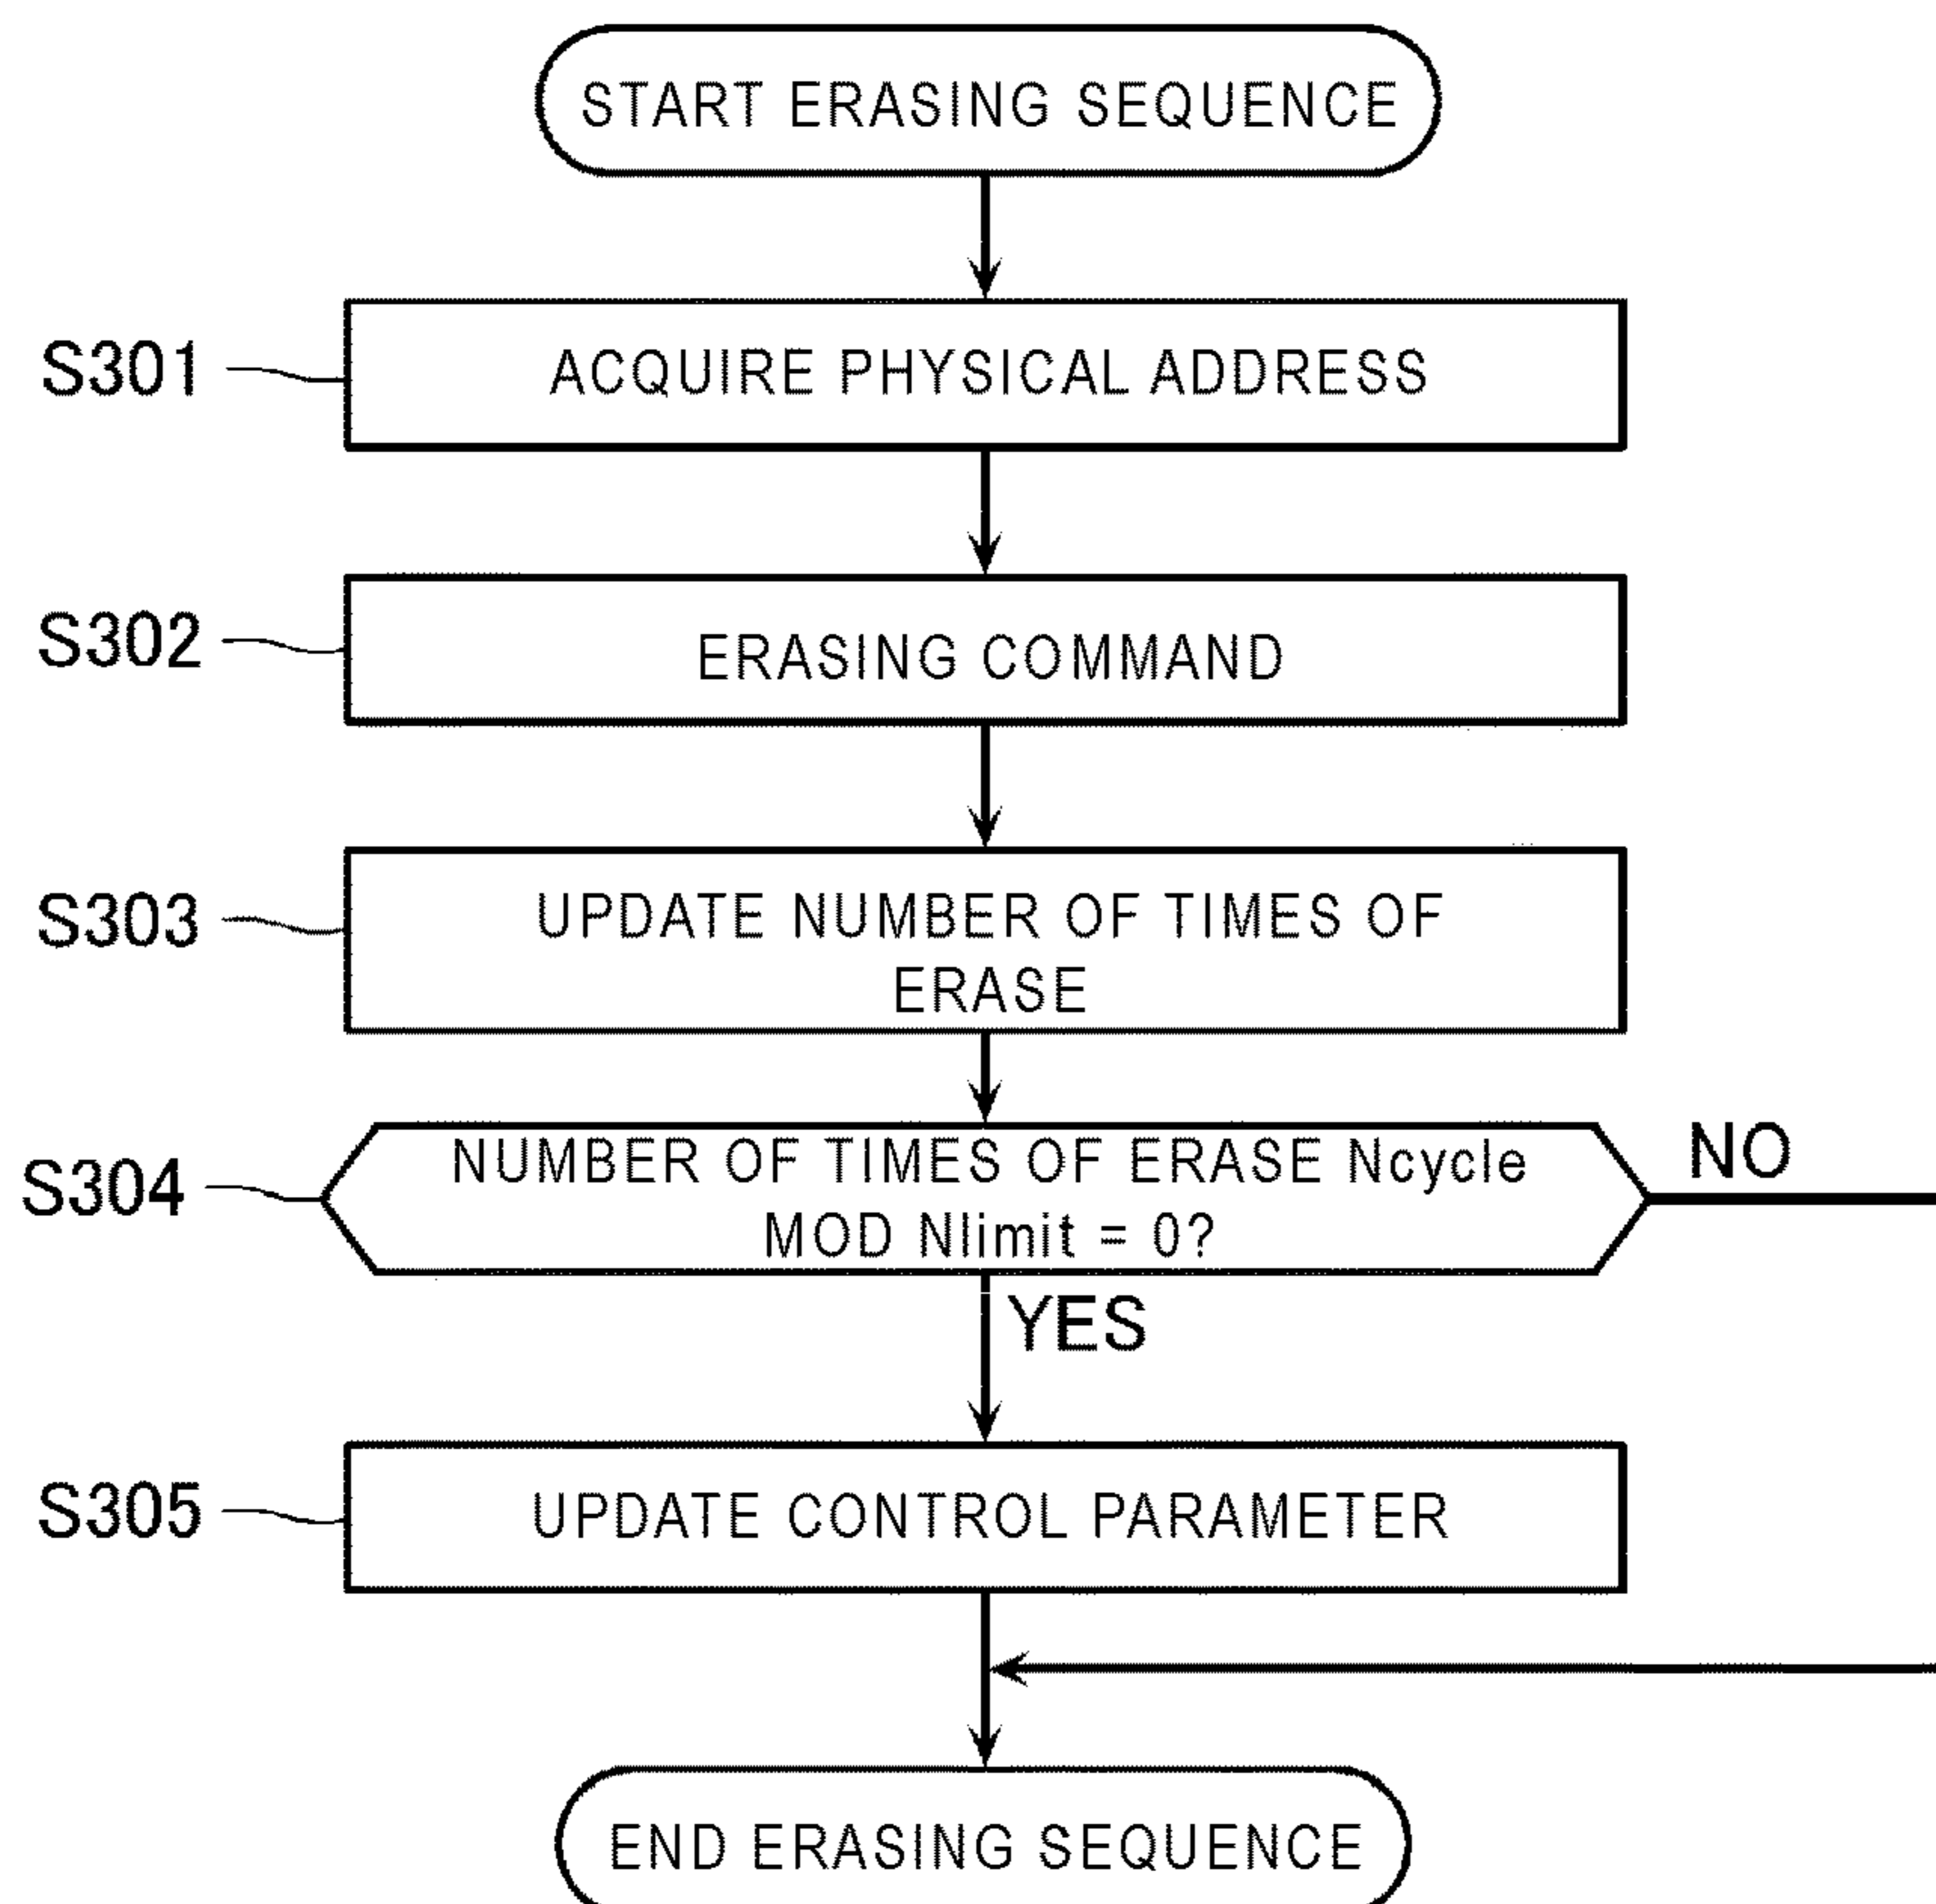 START ERASING SEQUENCE
S301
ACQUIRE PHYSICAL ADDRESS
S302
ERASING COMMAND
S303
UPDATE NUMBER OF TIMES OF
ERASE
S304
NUMBER OF TIMES OF ERASE Ncycle
MOD Nlimit = 0?
NO
YES
S305
UPDATE CONTROL PARAMETER
END ERASING SEQUENCE